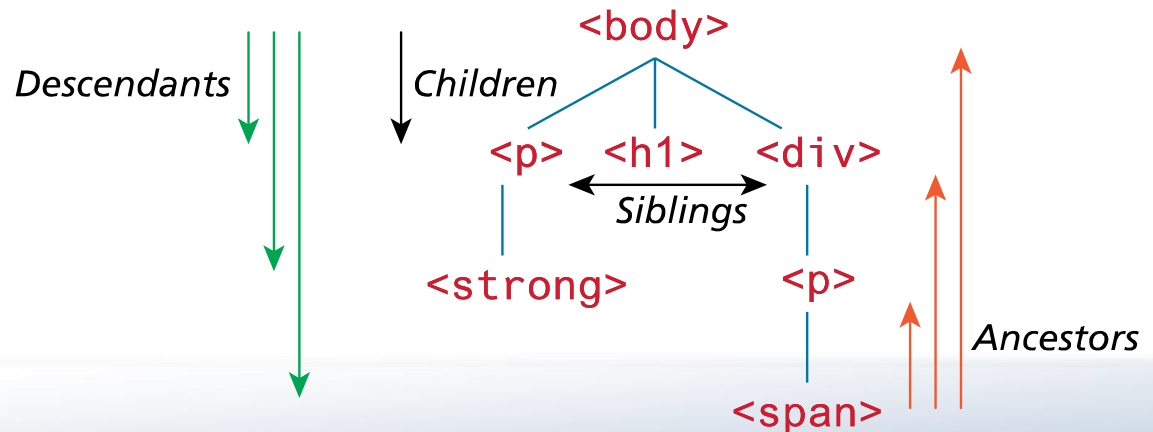 <body>
Descendants
Children
<p> <h1> <div>
Siblings
<strong>
<p>
Ancestors
<span>